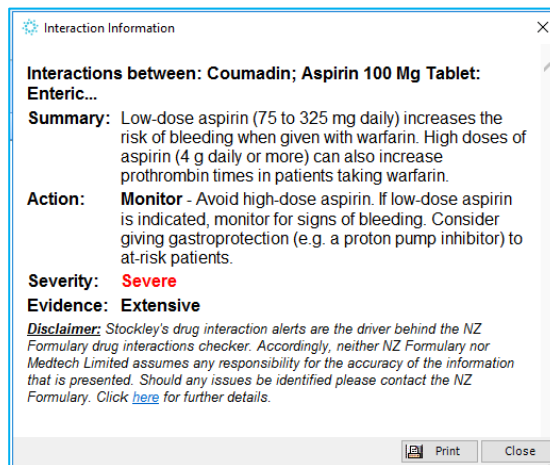 Interaction Information
Interactions between: Coumadin; Aspirin 100 Mg Tablet:
Enteric...
Summary: Low-dose aspirin (75 to 325 mg daily) increases the
risk of bleeding when given with warfarin. High doses of
aspirin (4 g daily or more) can also increase
prothrombin times in patients taking warfarin.
Action: Monitor - Avoid high-dose aspirin. If low-dose aspirin
is indicated, monitor for signs of bleeding. Consider
giving gastroprotection (e.g. a proton pump inhibitor) to
at-risk patients.
Severity: Severe
Evidence: Extensive
Disclaimer: Stockley's drug interaction alerts are the driver behind the NZ
Formulary drug interactions checker. Accordingly, neither NZ Formulary nor
Medtech Limited assumes any responsibility for the accuracy of the information
that is presented. Should any issues be identified please contact the NZ
Formulary. Click here for further details.
Print Close